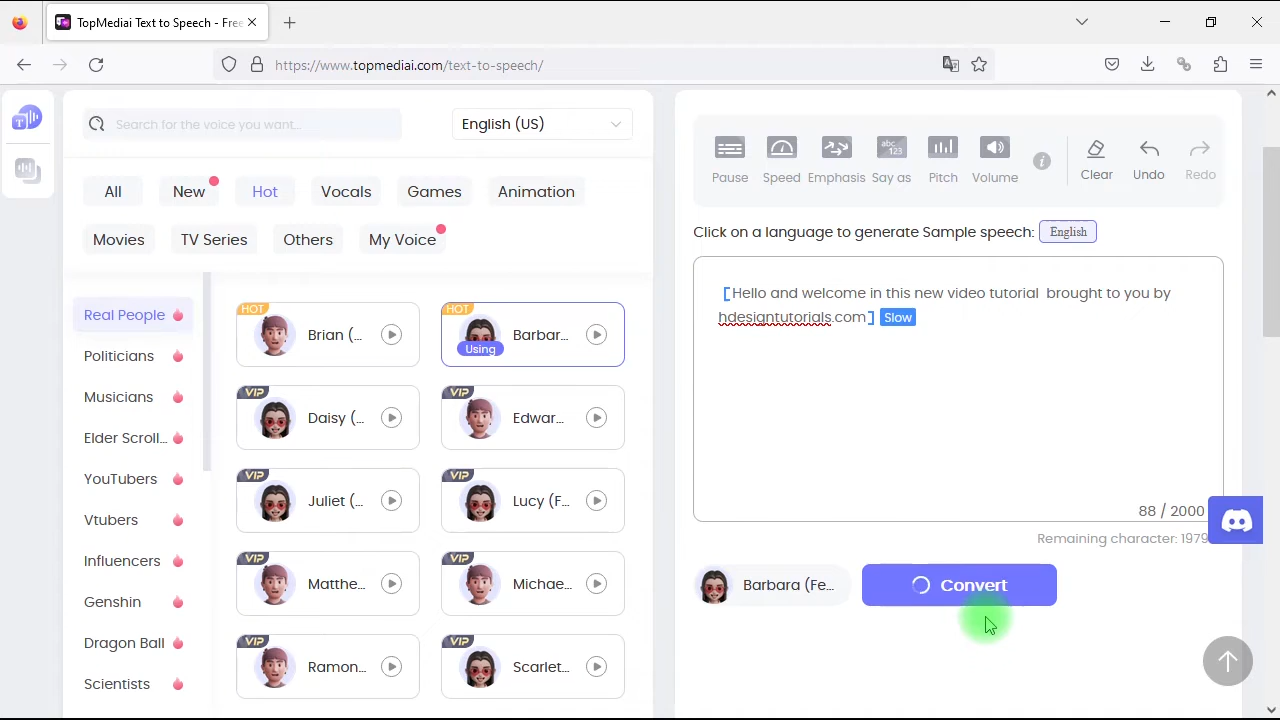 TopMediai Text to Speech - Free
https://www.topmediai.com/text-to-speech/
Search for the voice you want...
English (US)
All
New
Hot
Vocals
Games
Animation
Movies
TV Series
Others
My Voice
Real People
Politicians
Musicians
Elder Scroll...
YouTubers
Vtubers
Influencers
Genshin
Dragon Ball
Scientists
HOT
Brian (...
HOT
Barbar...
Using
VIP
Daisy (...
VIP
Edwar...
VIP
Juliet (...
VIP
Lucy (F...
VIP
Matthe...
VIP
Michae...
VIP
Ramon...
VIP
Scarlet...
abc
123
Pause
Speed
Emphasis
Say as
Pitch
Volume
Clear
Undo
Redo
Click on a language to generate Sample speech: English
[Hello and welcome in this new video tutorial brought to you by
hdesigntutorials.com] Slow
88 / 2000
Remaining character: 1979
Barbara (Fe...
Convert